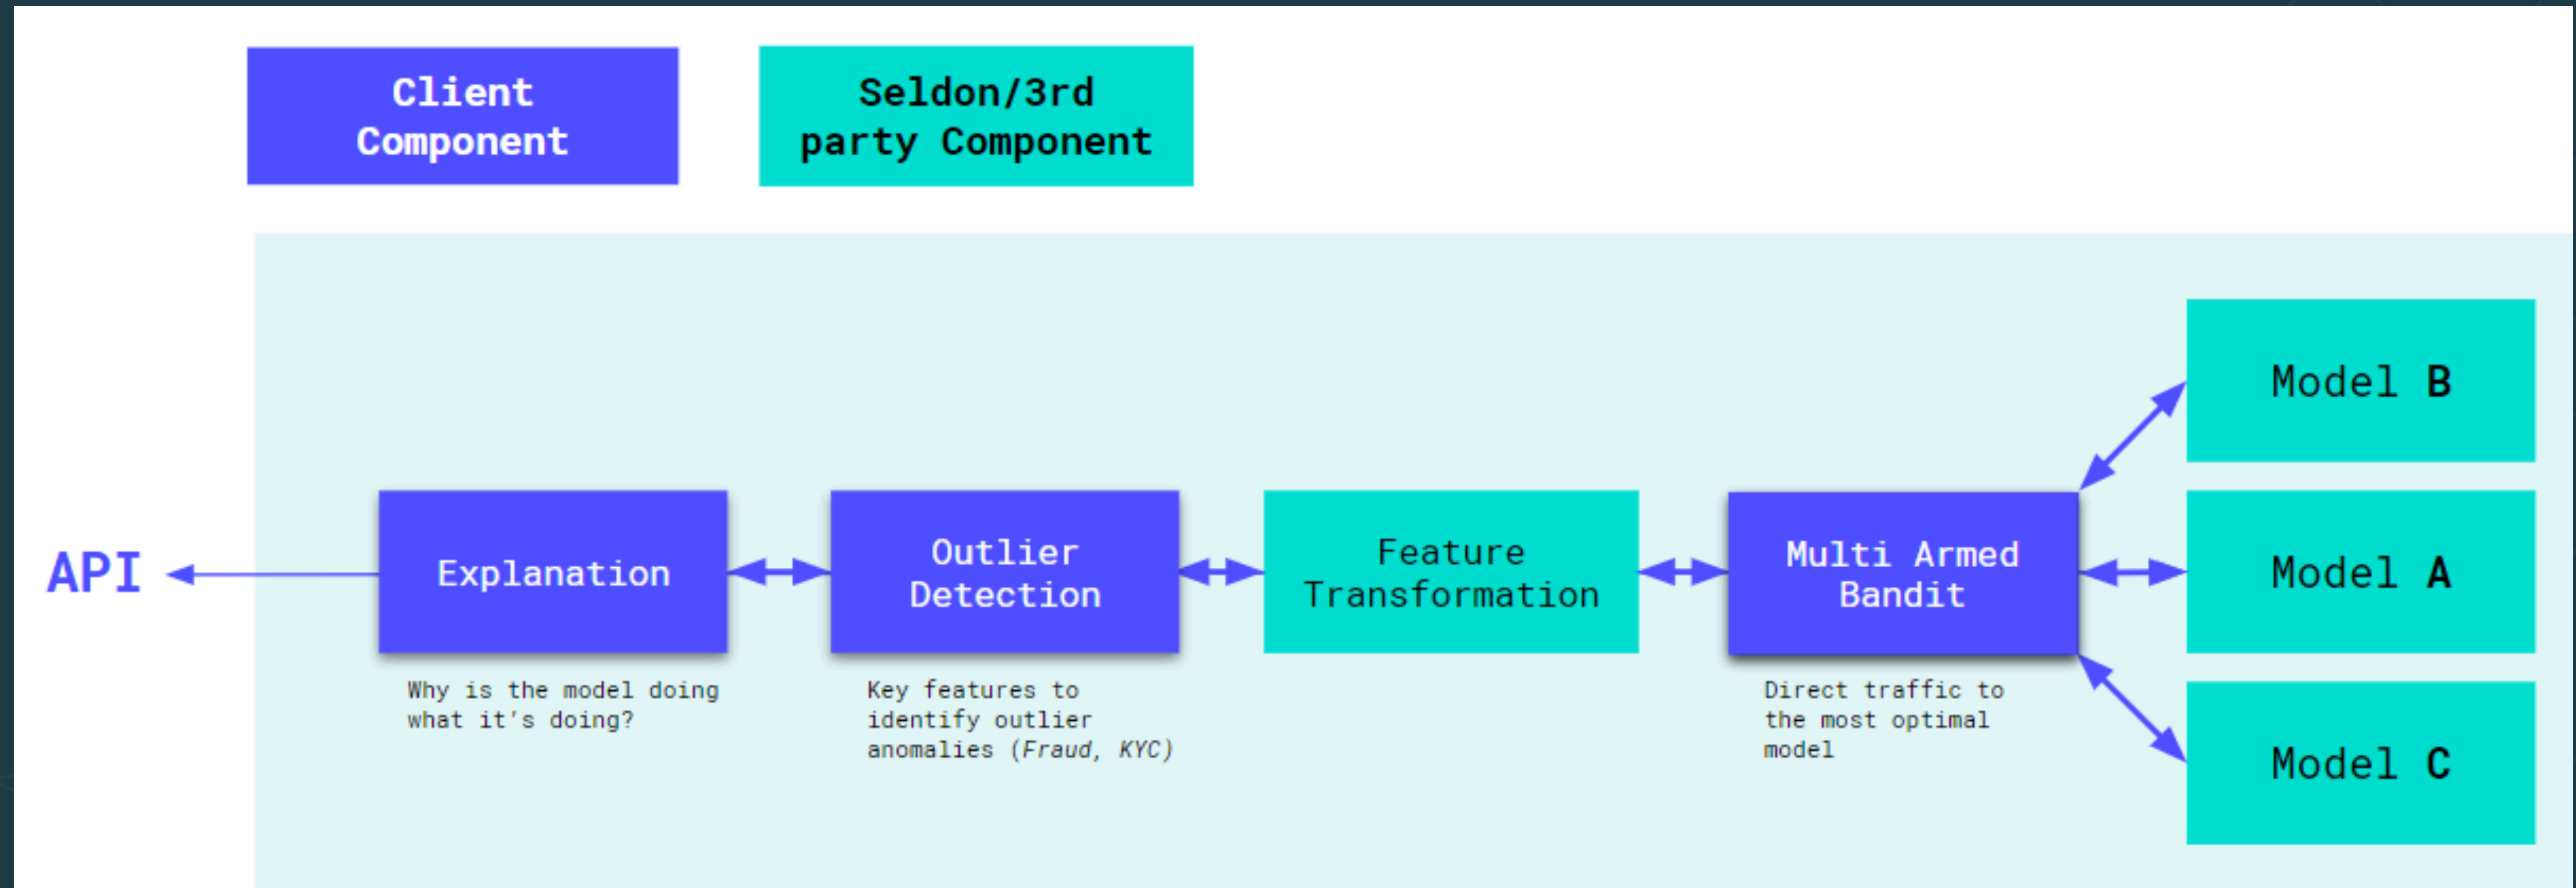 Client
Component
Seldon/3rd
party Component
Model B
API
Explanation
Outlier
Detection
Feature
Transformation
Multi Armed
Bandit
Model A
Why is the model doing
what it's doing?
Key features to
identify outlier
anomalies (Fraud, KYC)
Direct traffic to
the most optimal
model
Model C